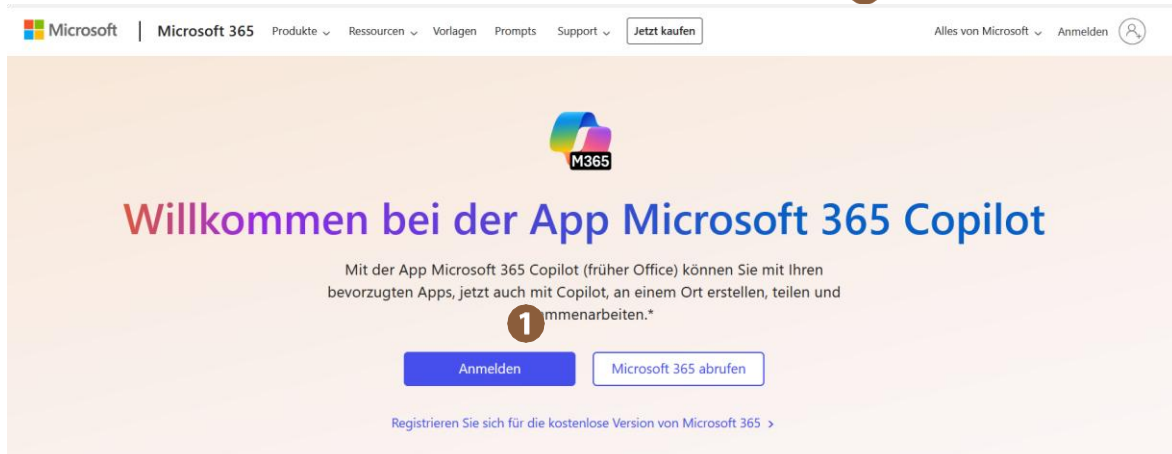 Microsoft | Microsoft 365 Produkte Ressourcen Vorlagen Prompts Support Jetzt kaufen Alles von Microsoft Anmelden
M365
Willkommen bei der App Microsoft 365 Copilot
Mit der App Microsoft 365 Copilot (früher Office) können Sie mit Ihren
bevorzugten Apps, jetzt auch mit Copilot, an einem Ort erstellen, teilen und
1 mmenarbeiten.*
Anmelden Microsoft 365 abrufen
Registrieren Sie sich für die kostenlose Version von Microsoft 365 >